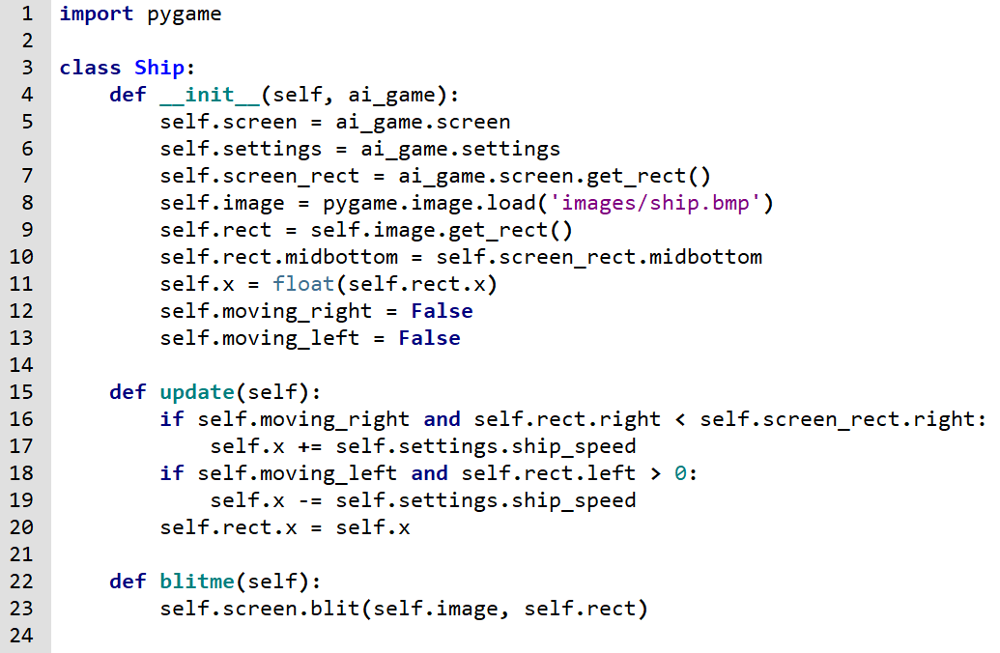 1 import pygame
2
3 class Ship:
4     def __init__(self, ai_game):
5         self.screen = ai_game.screen
6         self.settings = ai_game.settings
7         self.screen_rect = ai_game.screen.get_rect()
8         self.image = pygame.image.load('images/ship.bmp')
9         self.rect = self.image.get_rect()
10         self.rect.midbottom = self.screen_rect.midbottom
11         self.x = float(self.rect.x)
12         self.moving_right = False
13         self.moving_left = False
14
15     def update(self):
16         if self.moving_right and self.rect.right < self.screen_rect.right:
17             self.x += self.settings.ship_speed
18         if self.moving_left and self.rect.left > 0:
19             self.x -= self.settings.ship_speed
20         self.rect.x = self.x
21
22     def blitme(self):
23         self.screen.blit(self.image, self.rect)
24